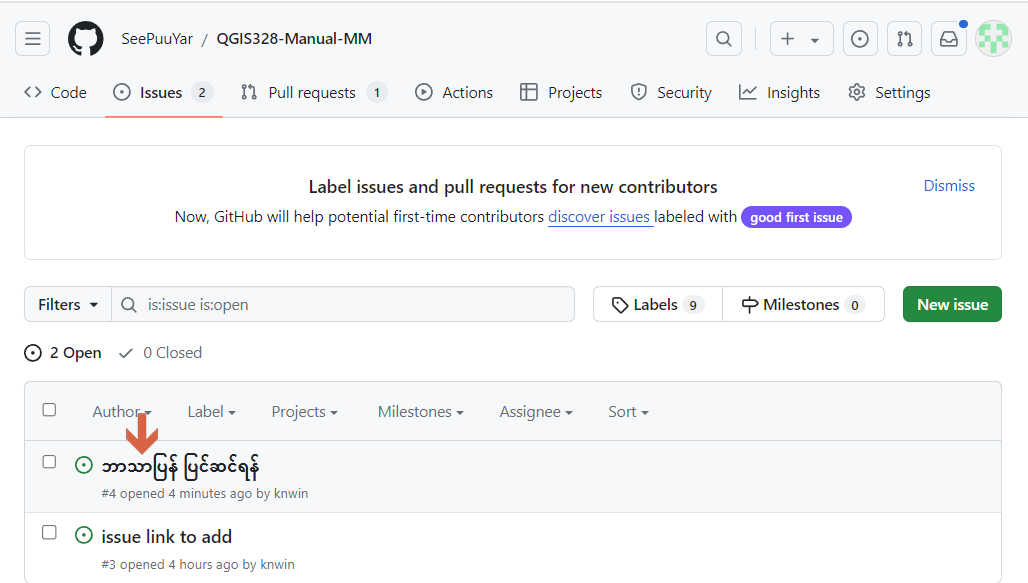 SeePuuYar / QGIS328-Manual-MM
Code Issues 2 Pull requests 1 Actions Projects Security Insights Settings
Label issues and pull requests for new contributors
Dismiss
Now, GitHub will help potential first-time contributors discover issues labeled with good first issue
Filters is:issue is:open Labels 9 Milestones 0 New issue
2 Open 0 Closed
Author Label Projects Milestones Assignee Sort
ဘာသာပြန် ပြင်ဆင်ရန်
#4 opened 4 minutes ago by knwin
issue link to add
#3 opened 4 hours ago by knwin